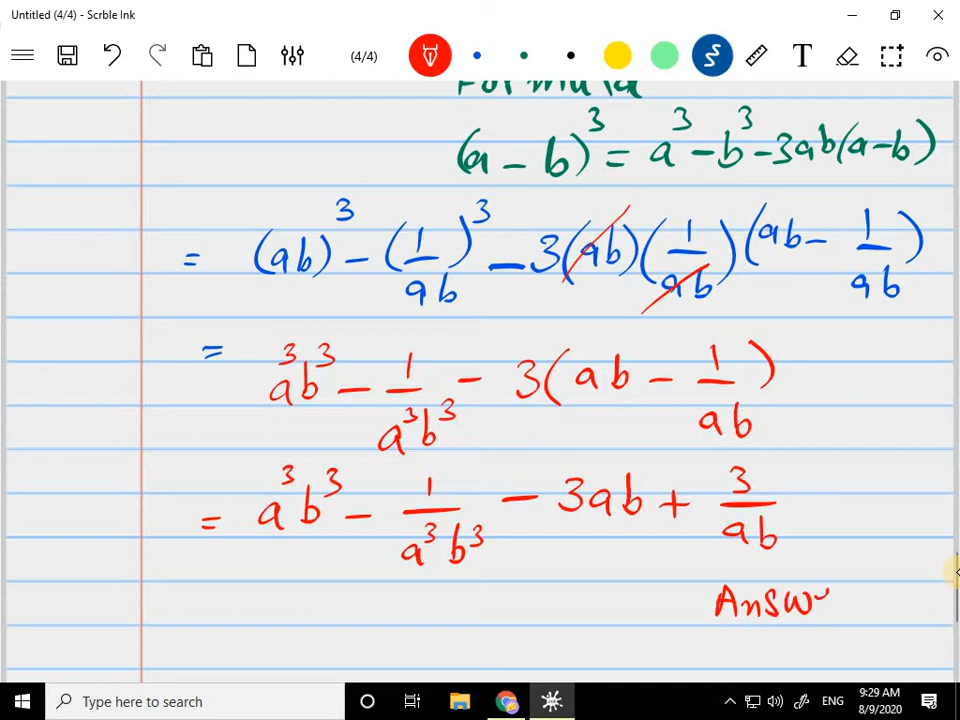 Untitled (4/4) - Scrble Ink
(4/4)
T
Formula
(a - b)³ = a³ - b³ - 3ab(a - b)
= (ab)³ - (1/ab)³ - 3(ab)(1/ab)(ab - 1/ab)
= a³b³ - 1/a³b³ - 3(ab - 1/ab)
= a³b³ - 1/a³b³ - 3ab + 3/ab
Answ
Type here to search
ENG
9:29 AM
8/9/2020